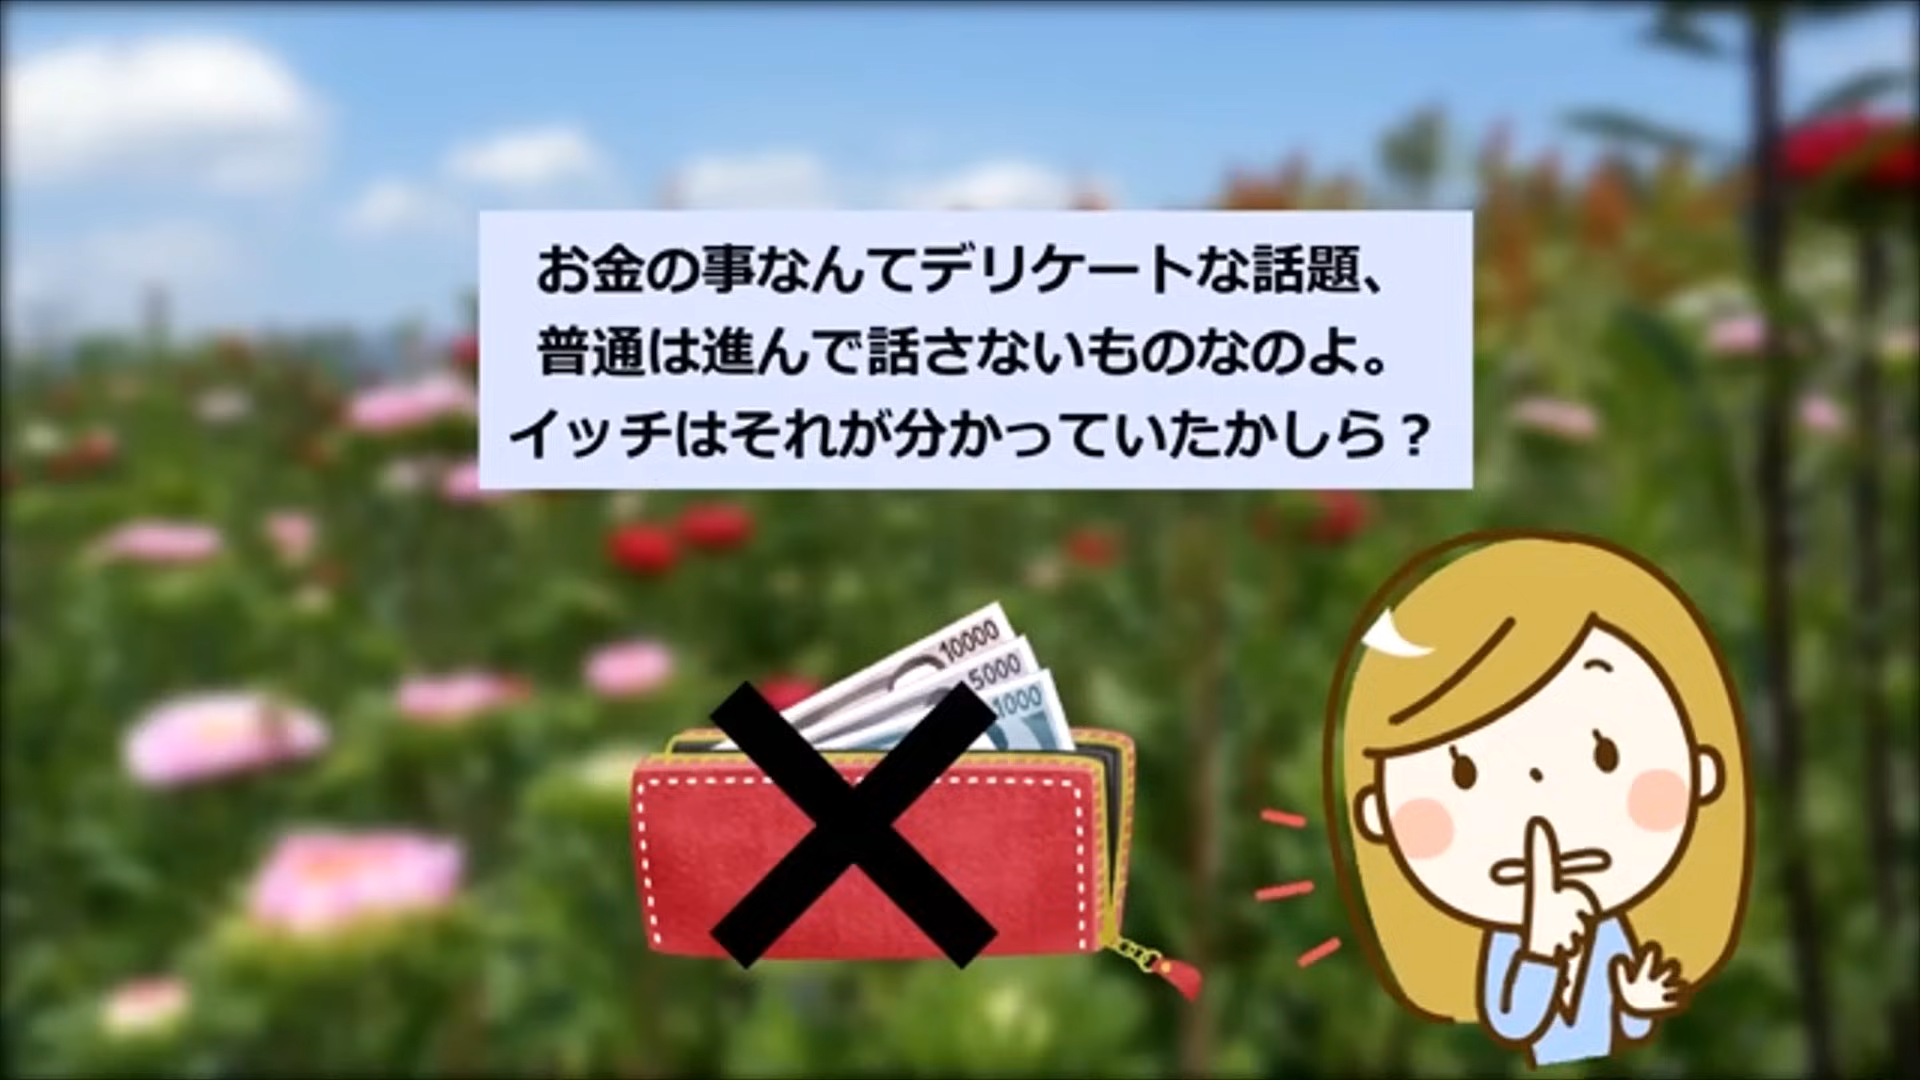 お金の事なんてデリケートな話題、
普通は進んで話さないものなのよ。
イッチはそれが分かっていたかしら？
10000
5000
1000